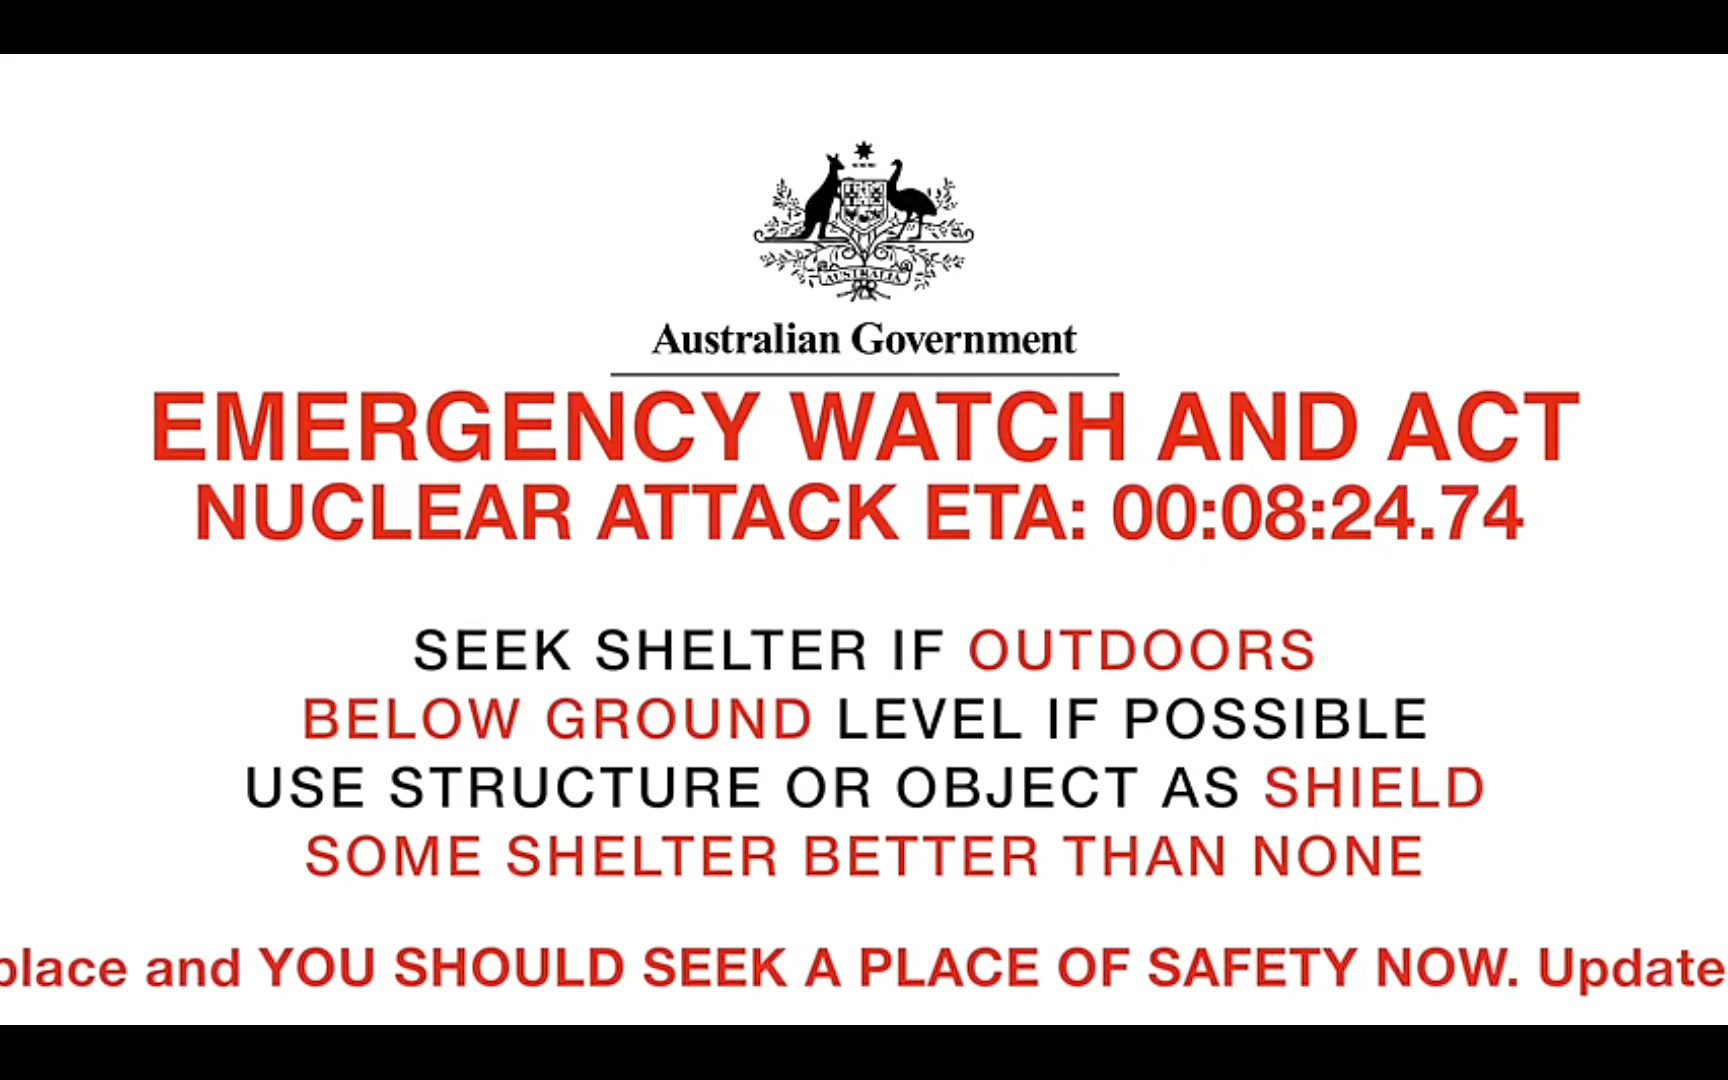 AUSTRALIA
Australian Government
EMERGENCY WATCH AND ACT
NUCLEAR ATTACK ETA: 00:08:24.74
SEEK SHELTER IF OUTDOORS
BELOW GROUND LEVEL IF POSSIBLE
USE STRUCTURE OR OBJECT AS SHIELD
SOME SHELTER BETTER THAN NONE
place and YOU SHOULD SEEK A PLACE OF SAFETY NOW. Update